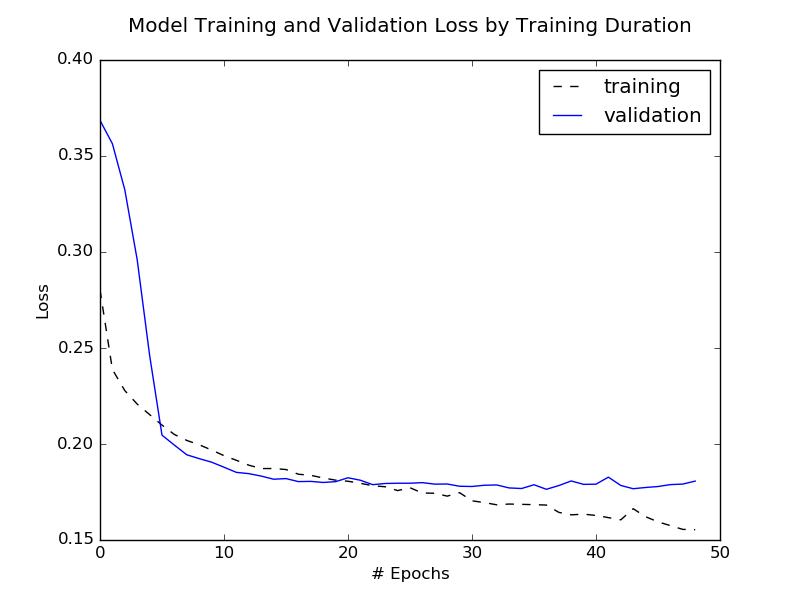 Model Training and Validation Loss by Training Duration
0.40
training
validation
0.35
0.30
Loss
0.25
0.20
0.15
0 10 20 30 40 50
# Epochs